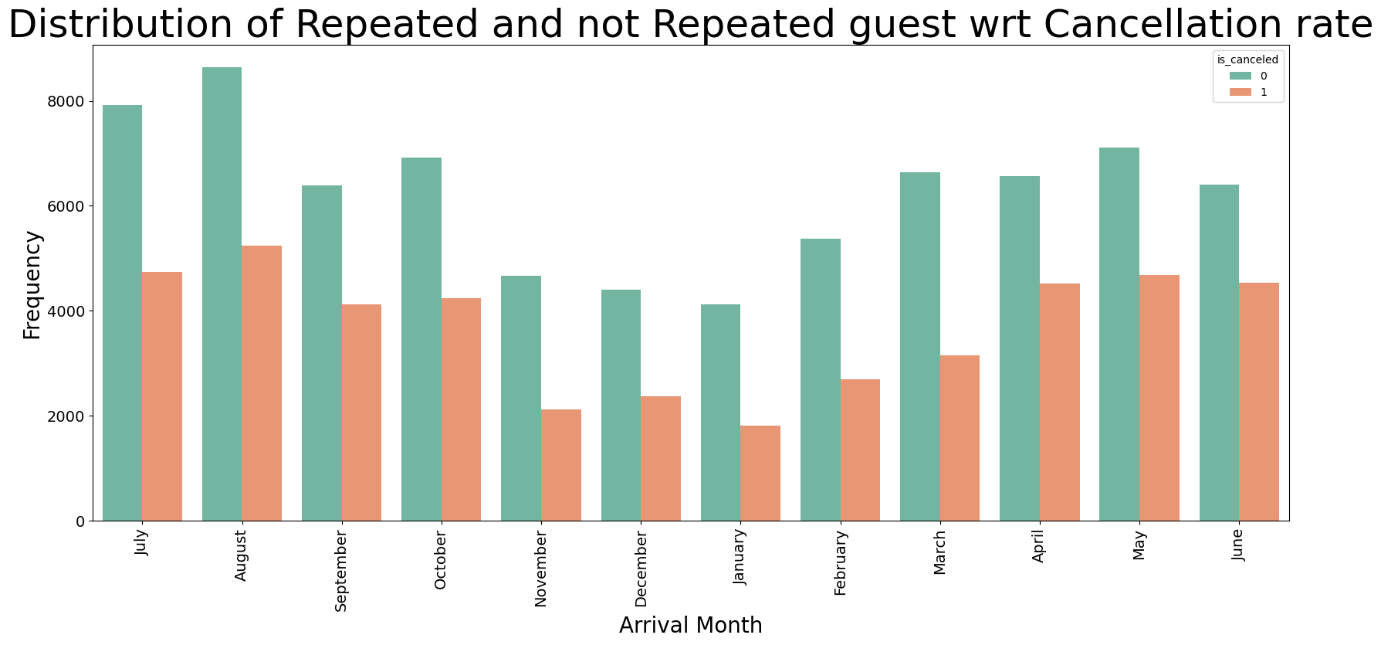 Distribution of Repeated and not Repeated guest wrt Cancellation rate
is_canceled
0
1
Frequency
8000
6000
4000
2000
0
July
August
September
October
November
December
January
February
March
April
May
June
Arrival Month